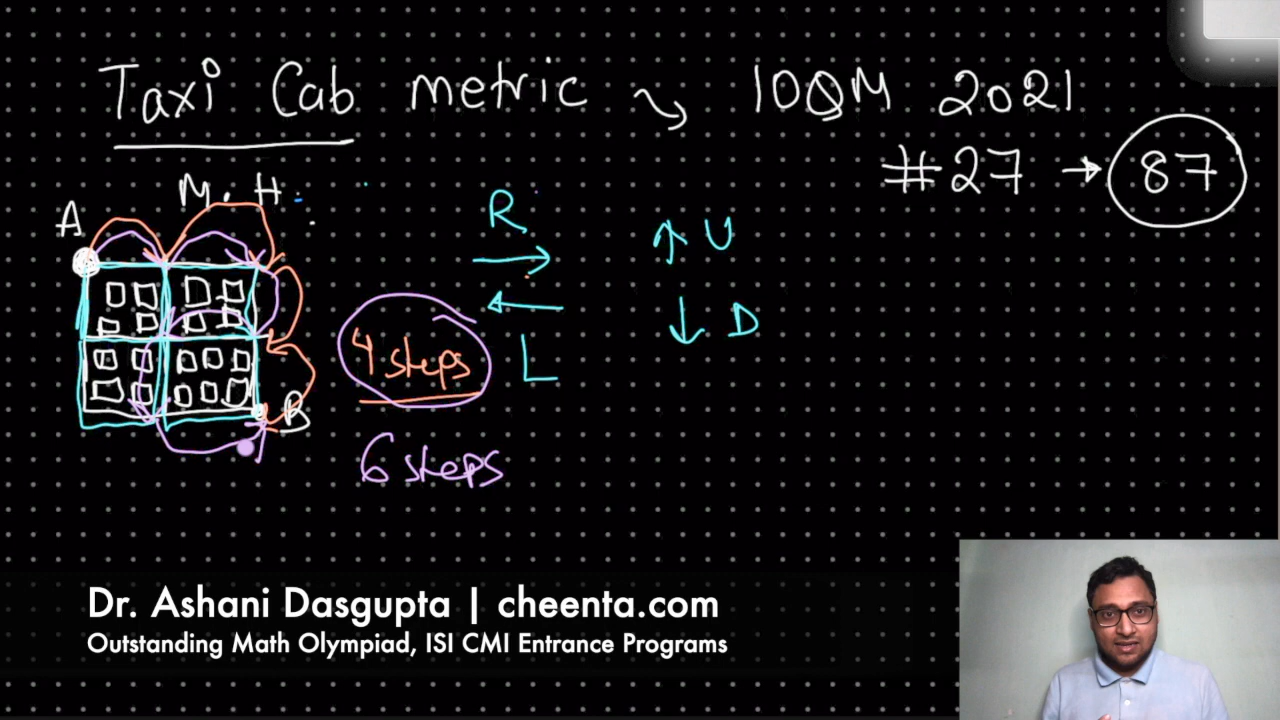 Taxi Cab metric ↝ IOQM 2021
#27 → 87
M. H.
A
R
↑ U
4 steps
L
↓ D
B
6 steps
Dr. Ashani Dasgupta | cheenta.com
Outstanding Math Olympiad, ISI CMI Entrance Programs